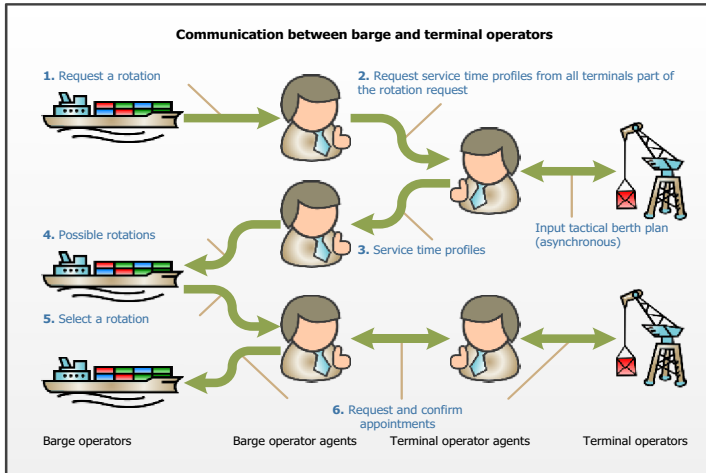 Communication between barge and terminal operators
1. Request a rotation
2. Request service time profiles from all terminals part
of the rotation request
4. Possible rotations
3. Service time profiles
Input tactical berth plan
(asynchronous)
5. Select a rotation
6. Request and confirm
appointments
Barge operators
Barge operator agents
Terminal operator agents
Terminal operators